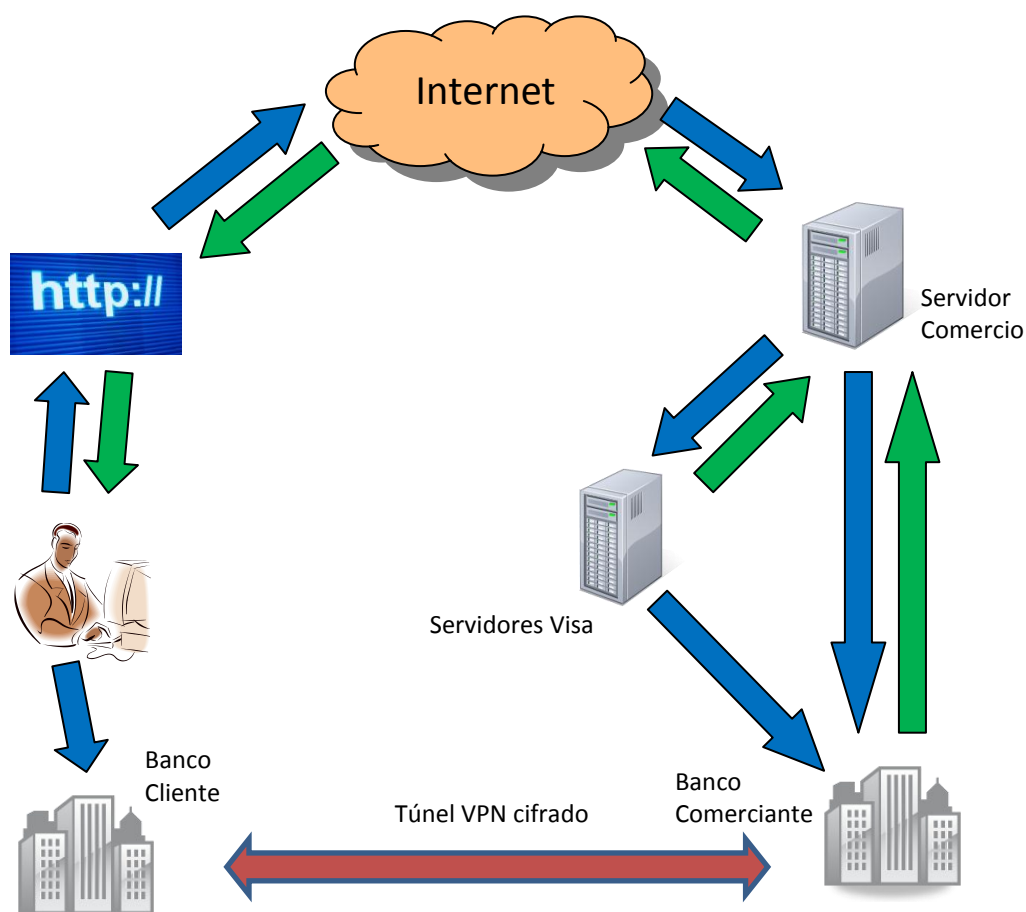 Internet
http://
Servidor
Comercio
Servidores Visa
Banco
Cliente
Túnel VPN cifrado
Banco
Comerciante